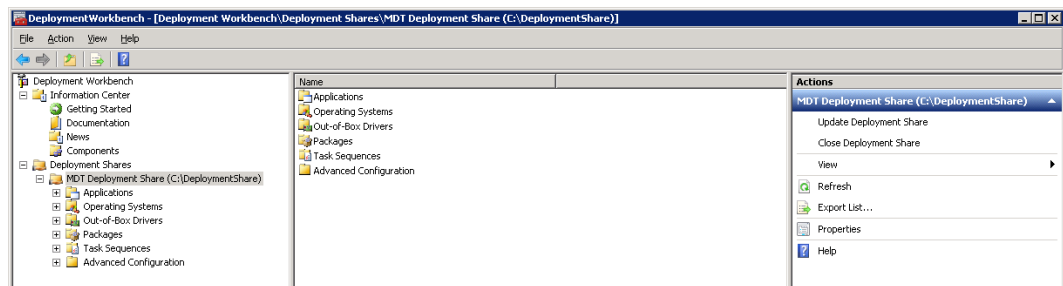 DeploymentWorkbench - [Deployment Workbench\Deployment Shares\MDT Deployment Share (C:\DeploymentShare)]
File Action View Help
Deployment Workbench
Information Center
Getting Started
Documentation
News
Components
Deployment Shares
MDT Deployment Share (C:\DeploymentShare)
Applications
Operating Systems
Out-of-Box Drivers
Packages
Task Sequences
Advanced Configuration
Name
Applications
Operating Systems
Out-of-Box Drivers
Packages
Task Sequences
Advanced Configuration
Actions
MDT Deployment Share (C:\DeploymentShare)
Update Deployment Share
Close Deployment Share
View
Refresh
Export List...
Properties
Help